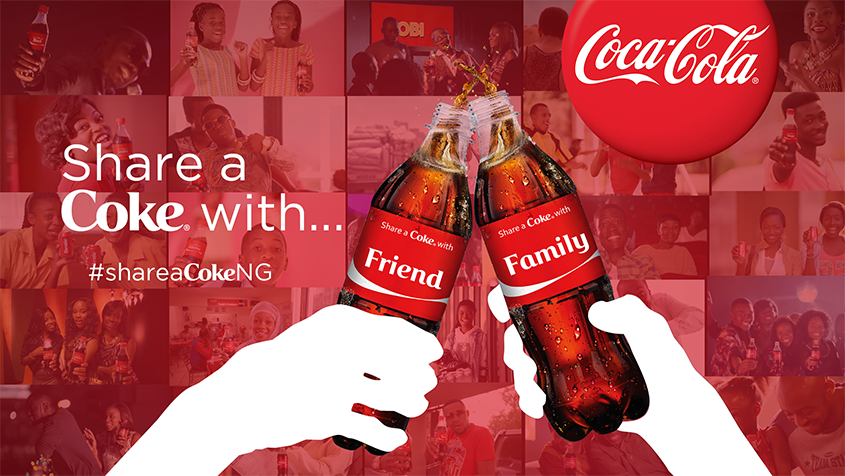 Coca-Cola
Share a
Coke® with...
#shareaCokeNG
OBI
Share a Coke® with
Friend
Share a Coke® with
Family